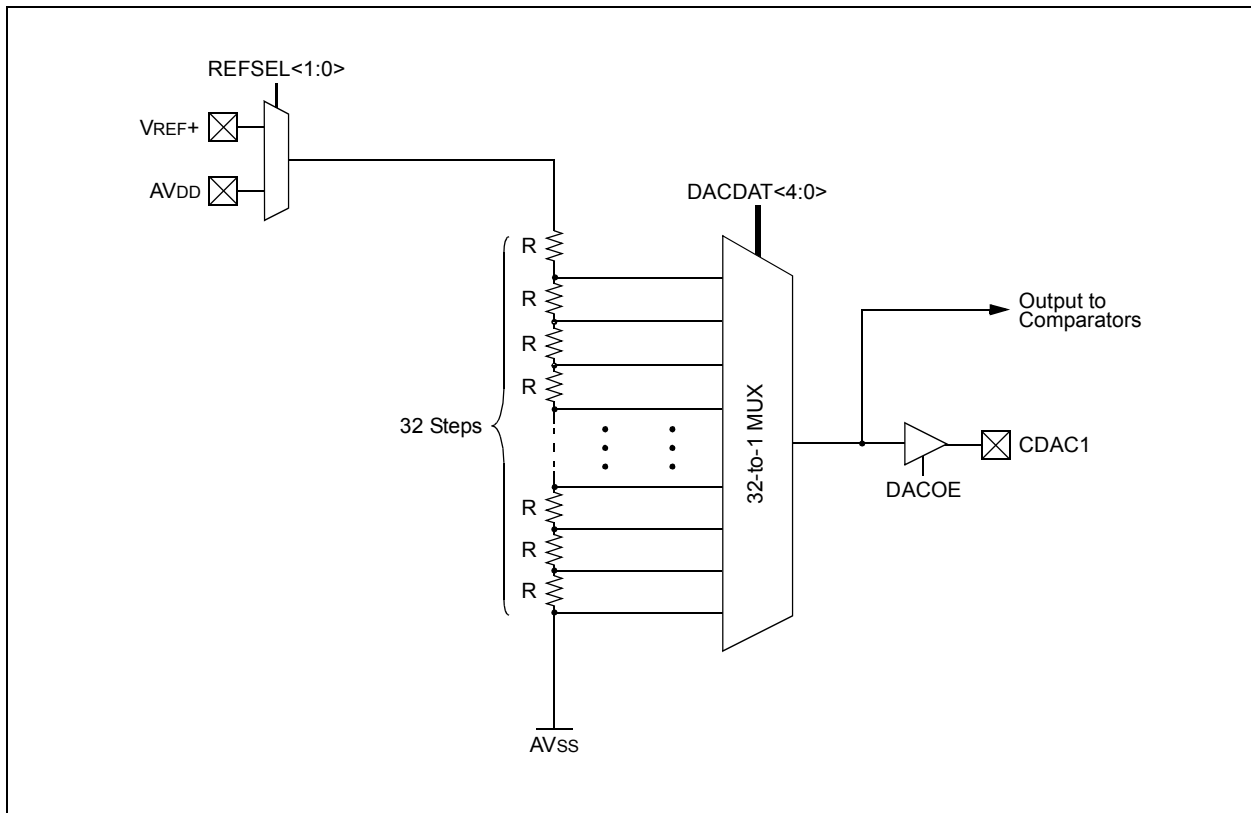 REFSEL<1:0>
VREF+
AVDD
DACDAT<4:0>
R
R
R
R
32 Steps
R
R
R
32-to-1 MUX
Output to
Comparators
CDAC1
DACOE
AVSS